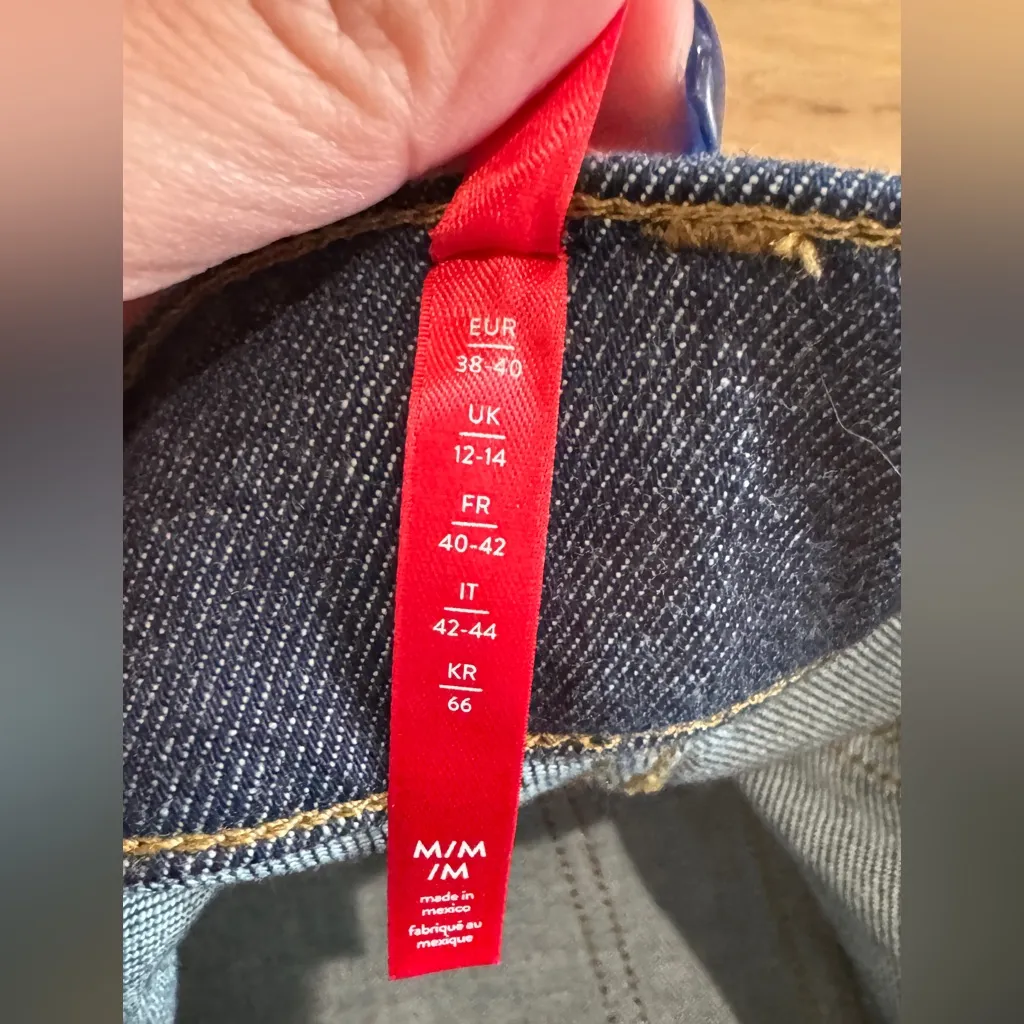 EUR
38-40
UK
12-14
FR
40-42
IT
42-44
KR
66
M/M
/M
made in
mexico
fabriqué au
mexique